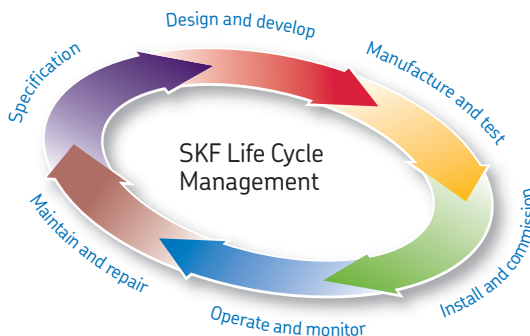 Design and develop
Manufacture and test
Install and commission
Operate and monitor
Maintain and repair
Specification
SKF Life Cycle
Management